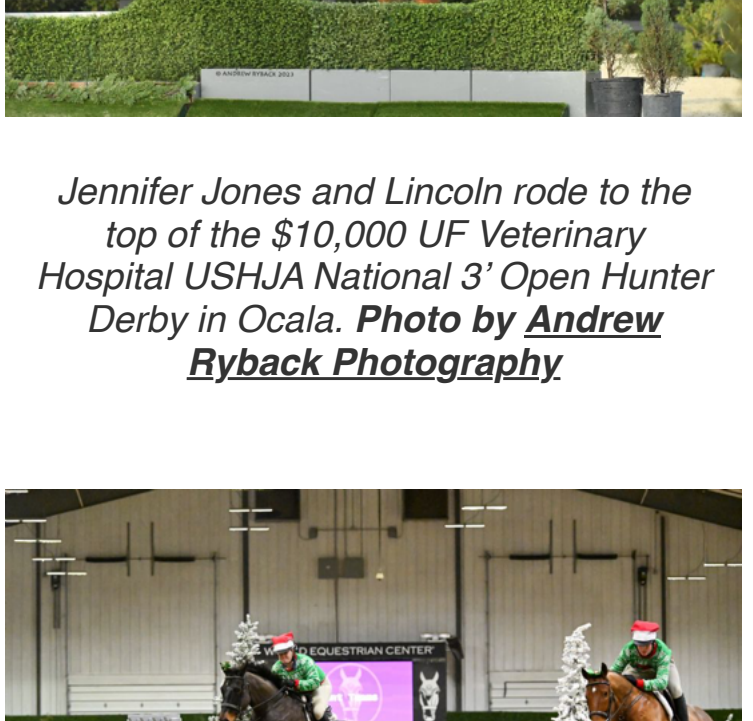 © ANDREW RYBACK 2023
Jennifer Jones and Lincoln rode to the
top of the $10,000 UF Veterinary
Hospital USHJA National 3’ Open Hunter
Derby in Ocala. Photo by Andrew
Ryback Photography
EQUESTRIAN CENTER